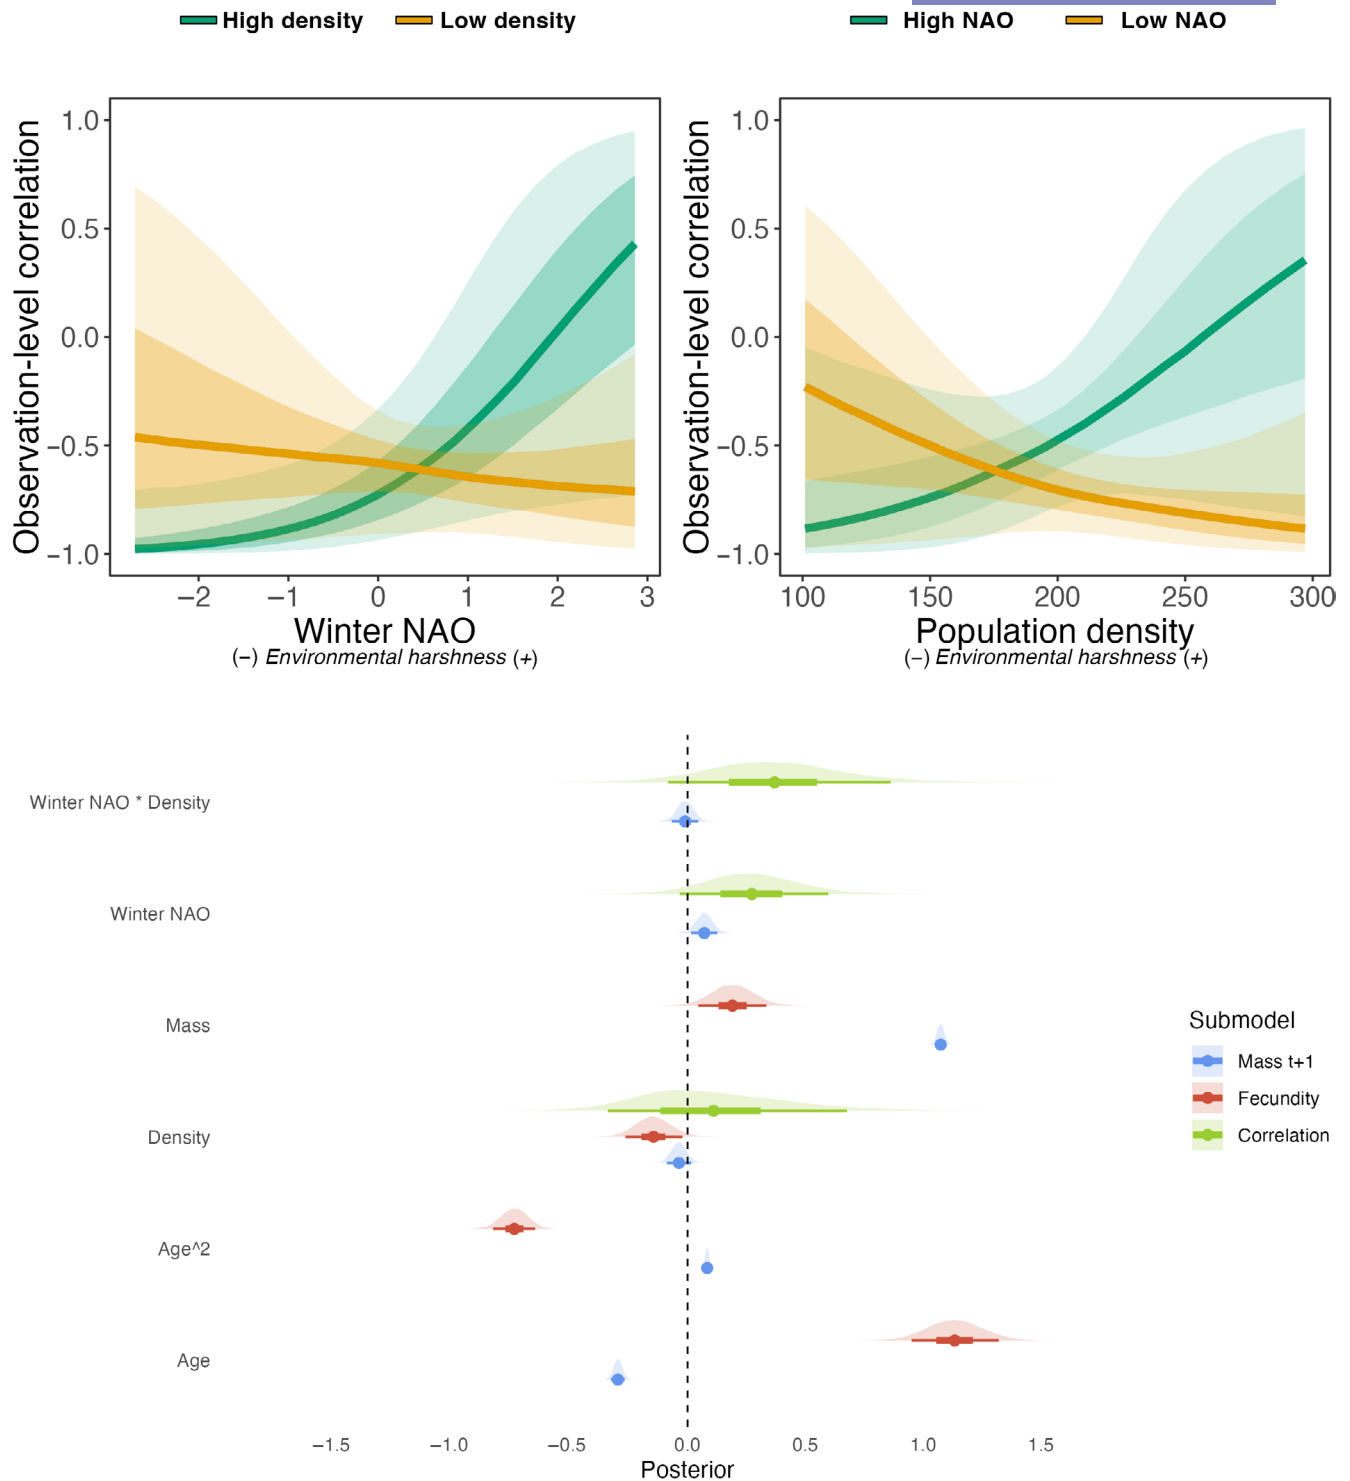 High density Low density
High NAO Low NAO
Observation-level correlation
1.0
0.5
0.0
−0.5
−1.0
−2 −1 0 1 2 3
Winter NAO
(−) Environmental harshness (+)
Observation-level correlation
1.0
0.5
0.0
−0.5
−1.0
100 150 200 250 300
Population density
(−) Environmental harshness (+)
Winter NAO * Density
Winter NAO
Mass
Density
Age^2
Age
−1.5 −1.0 −0.5 0.0 0.5 1.0 1.5
Posterior
Submodel
Mass t+1
Fecundity
Correlation